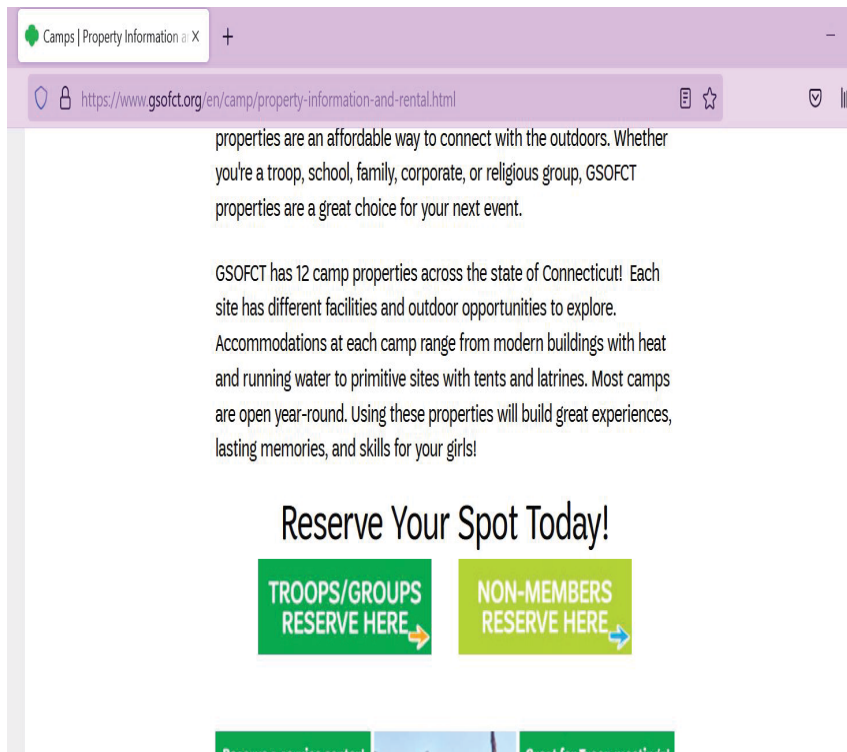 Camps | Property Information a
https://www.gsofct.org/en/camp/property-information-and-rental.html
properties are an affordable way to connect with the outdoors. Whether
you're a troop, school, family, corporate, or religious group, GSOFCT
properties are a great choice for your next event.
GSOFCT has 12 camp properties across the state of Connecticut! Each
site has different facilities and outdoor opportunities to explore.
Accommodations at each camp range from modern buildings with heat
and running water to primitive sites with tents and latrines. Most camps
are open year-round. Using these properties will build great experiences,
lasting memories, and skills for your girls!
Reserve Your Spot Today!
TROOPS/GROUPS
RESERVE HERE
NON-MEMBERS
RESERVE HERE